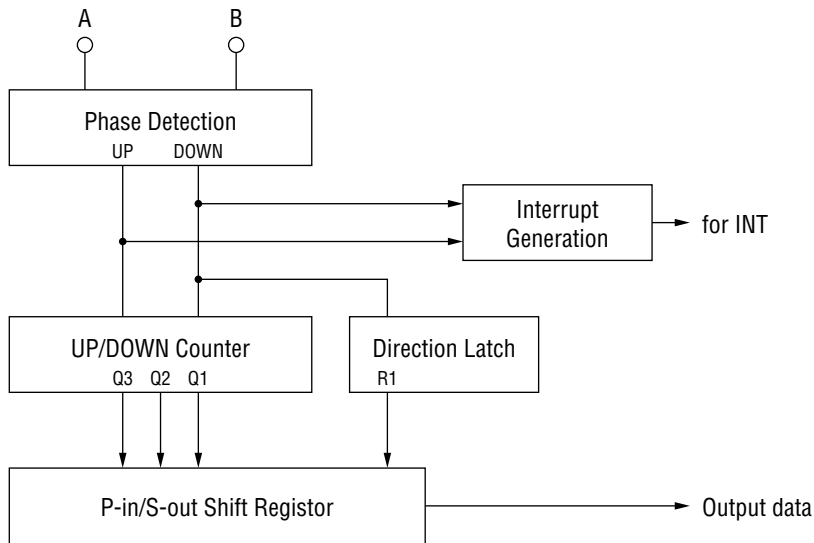 A
B
Phase Detection
UP
DOWN
Interrupt
Generation
for INT
UP/DOWN Counter
Q3
Q2
Q1
Direction Latch
R1
P-in/S-out Shift Registor
Output data